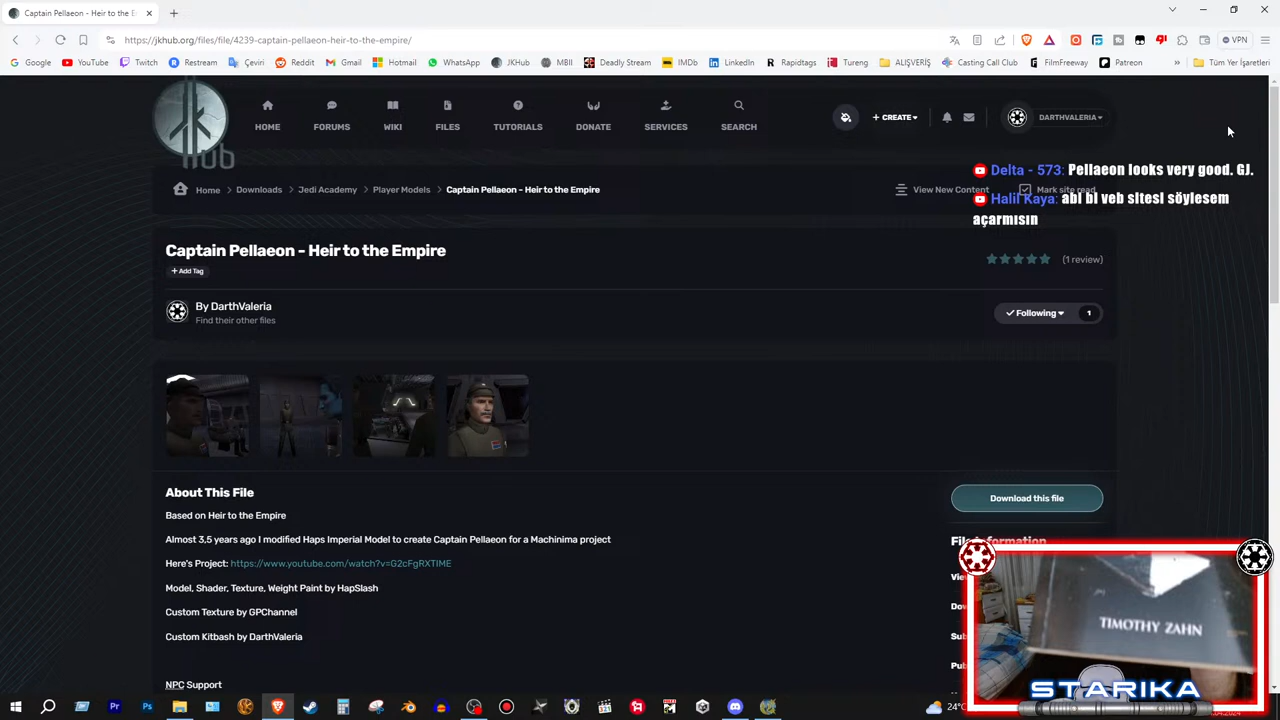 Captain Pellaeon - Heir to the E...
https://jkhub.org/files/file/4239-captain-pellaeon-heir-to-the-empire/
VPN
Google YouTube Twitch Restream Çeviri Reddit Gmail Hotmail WhatsApp JKHub MBII Deadly Stream IMDb LinkedIn Rapidtags Tureng ALIŞVERİŞ Casting Call Club FilmFreeway Patreon » Tüm Yer İşaretleri
HOME FORUMS WIKI FILES TUTORIALS DONATE SERVICES SEARCH
+ CREATE
DARTHVALERIA
hub
Home > Downloads > Jedi Academy > Player Models > Captain Pellaeon - Heir to the Empire
View New Content Mark site read
Delta - 573: Pellaeon looks very good. GJ.
Halil Kaya: abi bi veb sitesi söylesem
açarmısın
Captain Pellaeon - Heir to the Empire
+ Add Tag
(1 review)
By DarthValeria
Find their other files
Following 1
About This File
Download this file
Based on Heir to the Empire
Almost 3,5 years ago I modified Haps Imperial Model to create Captain Pellaeon for a Machinima project
Here's Project: https://www.youtube.com/watch?v=G2cFgRXTIME
Model, Shader, Texture, Weight Paint by HapSlash
Custom Texture by GPChannel
Custom Kitbash by DarthValeria
NPC Support
TIMOTHY ZAHN
STARIKA